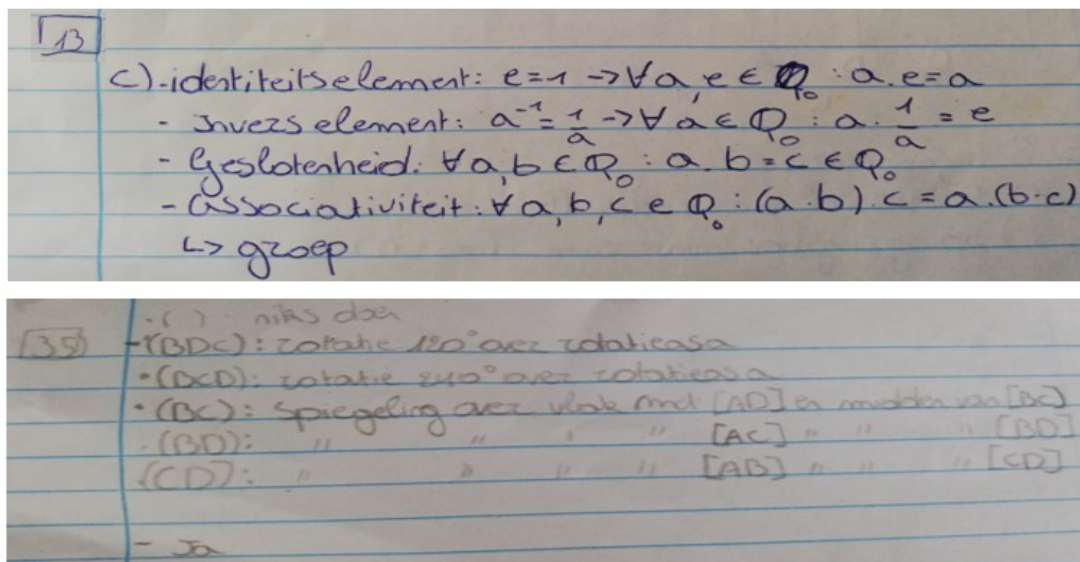 13
c).identiteitselement: e=1 → ∀a,e ∈ ℚ₀ : a.e=a
- Invers element: a⁻¹=1/a → ∀ a ∈ ℚ₀ : a . 1/a = e
- Geslotenheid: ∀a,b ∈ ℚ₀ : a.b=c ∈ ℚ₀
- associativiteit: ∀a,b,c ∈ ℚ₀ : (a.b).c=a.(b.c)
↳ groep
.( ) niks doen
35 -(BDC): rotatie 120° over rotatieas a
•(BCD): rotatie 240° over rotatieas a
•(BC): Spiegeling over vlak met [AD] en midden van [BC]
.(BD): " " " " [AC] " " " [BD]
(CD): " " " " [AB] " " " [CD]
- Ja